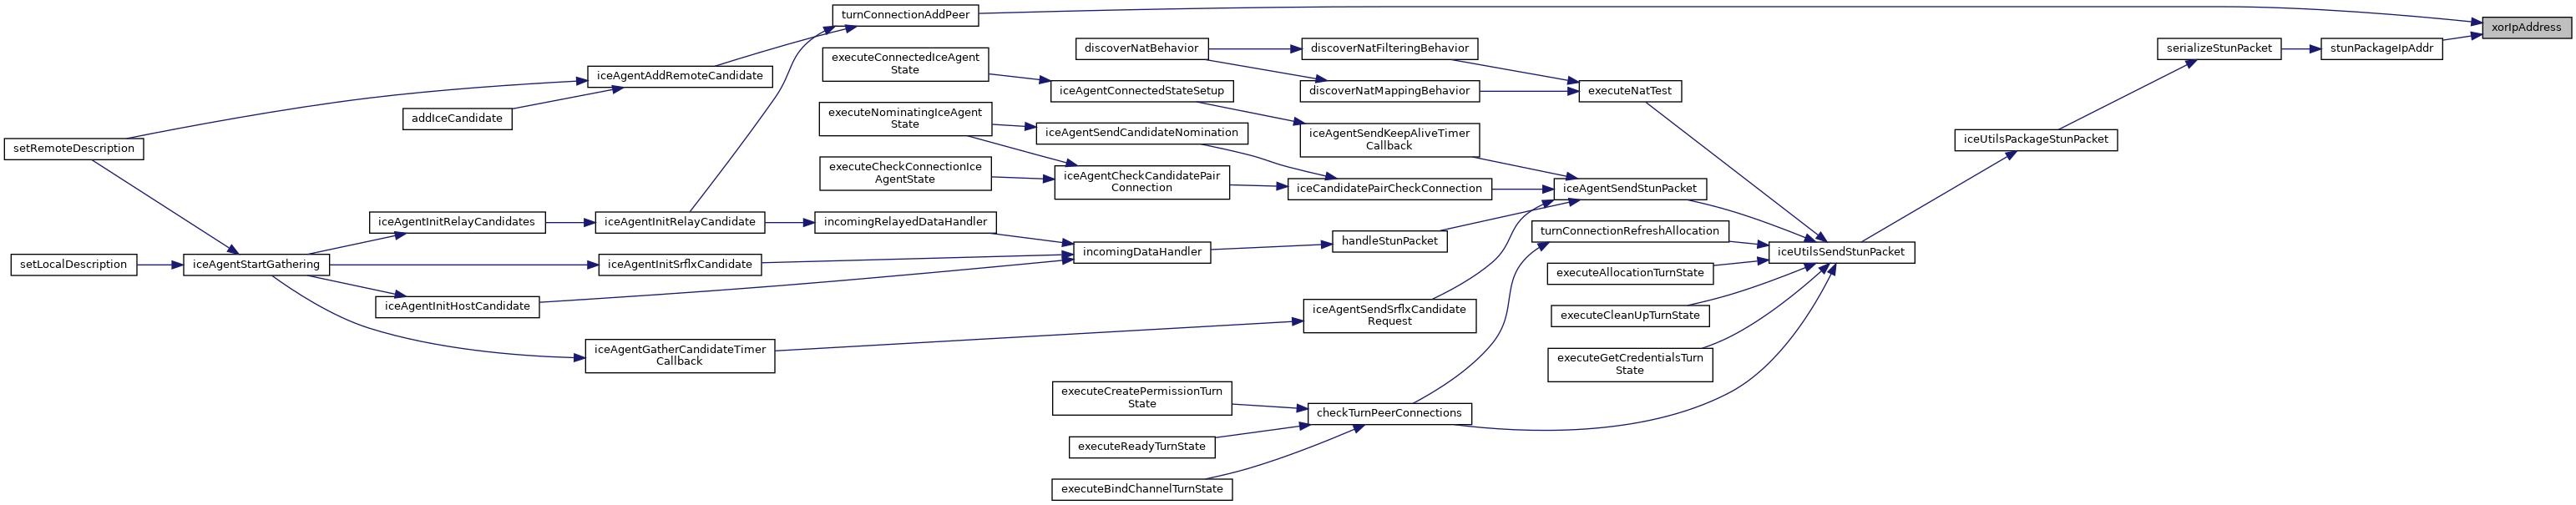 turnConnectionAddPeer
xorIpAddress
discoverNatBehavior
discoverNatFilteringBehavior
serializeStunPacket
stunPackageIpAddr
executeConnectedIceAgent
State
iceAgentAddRemoteCandidate
iceAgentConnectedStateSetup
discoverNatMappingBehavior
executeNatTest
addIceCandidate
executeNominatingIceAgent
State
iceAgentSendCandidateNomination
iceAgentSendKeepAliveTimer
Callback
iceUtilsPackageStunPacket
setRemoteDescription
executeCheckConnectionIce
AgentState
iceAgentCheckCandidatePair
Connection
iceCandidatePairCheckConnection
iceAgentSendStunPacket
iceAgentInitRelayCandidates
iceAgentInitRelayCandidate
incomingRelayedDataHandler
turnConnectionRefreshAllocation
handleStunPacket
incomingDataHandler
iceUtilsSendStunPacket
setLocalDescription
iceAgentStartGathering
iceAgentInitSrflxCandidate
executeAllocationTurnState
iceAgentInitHostCandidate
iceAgentSendSrflxCandidate
Request
executeCleanUpTurnState
iceAgentGatherCandidateTimer
Callback
executeGetCredentialsTurn
State
executeCreatePermissionTurn
State
checkTurnPeerConnections
executeReadyTurnState
executeBindChannelTurnState